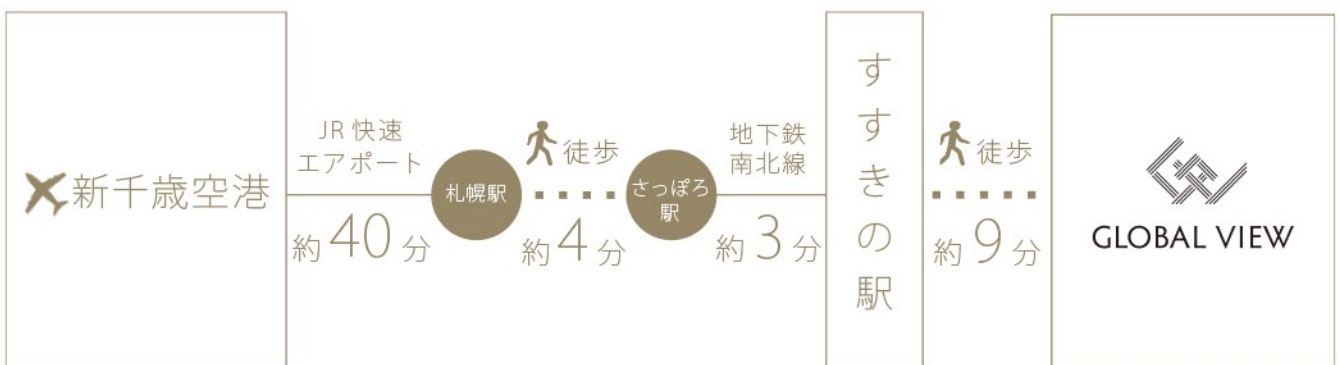 新千歳空港
JR 快速
エアポート
約40分
札幌駅
徒歩
約4分
さっぽろ
駅
地下鉄
南北線
約3分
すすきの駅
徒歩
約9分
GLOBAL VIEW